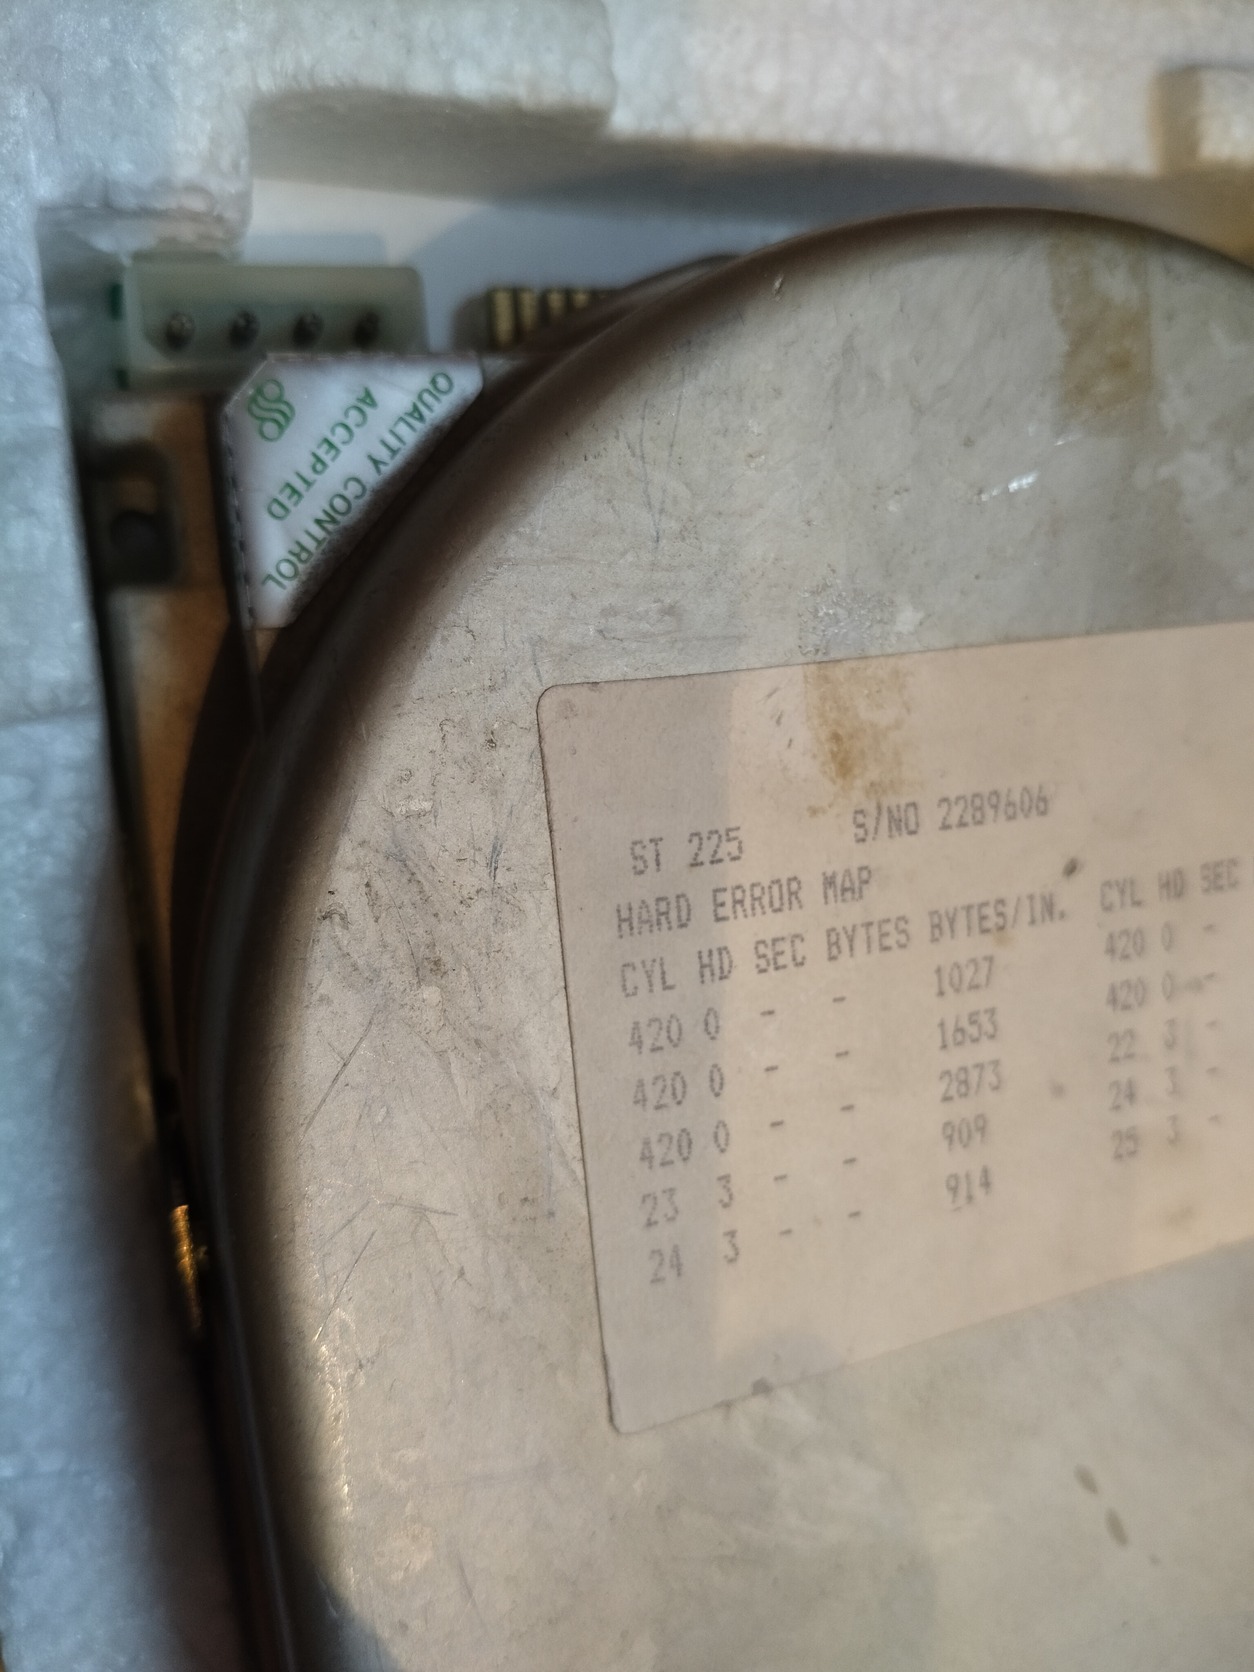 QUALITY CONTROL
ACCEPTED
ST 225 S/NO 2289606
HARD ERROR MAP
CYL HD SEC BYTES BYTES/IN. CYL HD SEC
420 0 - - 1027 420 0 -
420 0 - - 1653 420 0 -
420 0 - - 2873 22 3 -
23 3 - - 909 24 3 -
24 3 - - 914 25 3 -